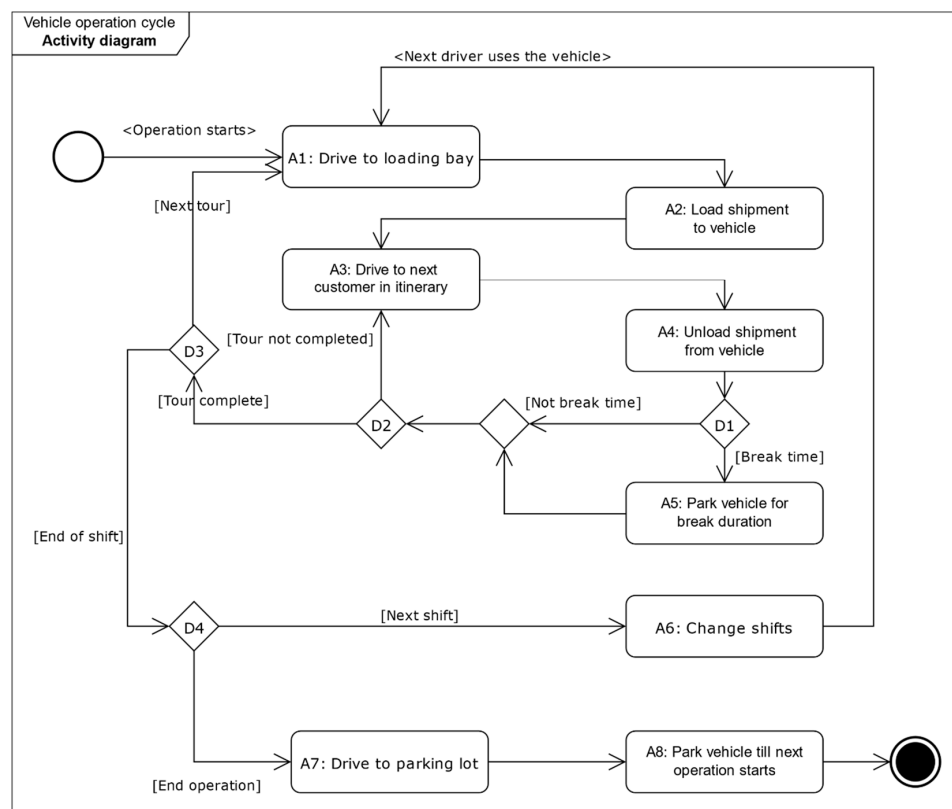 Vehicle operation cycle
Activity diagram
<Next driver uses the vehicle>
<Operation starts>
A1: Drive to loading bay
[Next tour]
A2: Load shipment
to vehicle
A3: Drive to next
customer in itinerary
A4: Unload shipment
from vehicle
[Tour not completed]
D3
[Tour complete]
D2
[Not break time]
D1
[Break time]
A5: Park vehicle for
break duration
[End of shift]
D4
[Next shift]
A6: Change shifts
A7: Drive to parking lot
A8: Park vehicle till next
operation starts
[End operation]